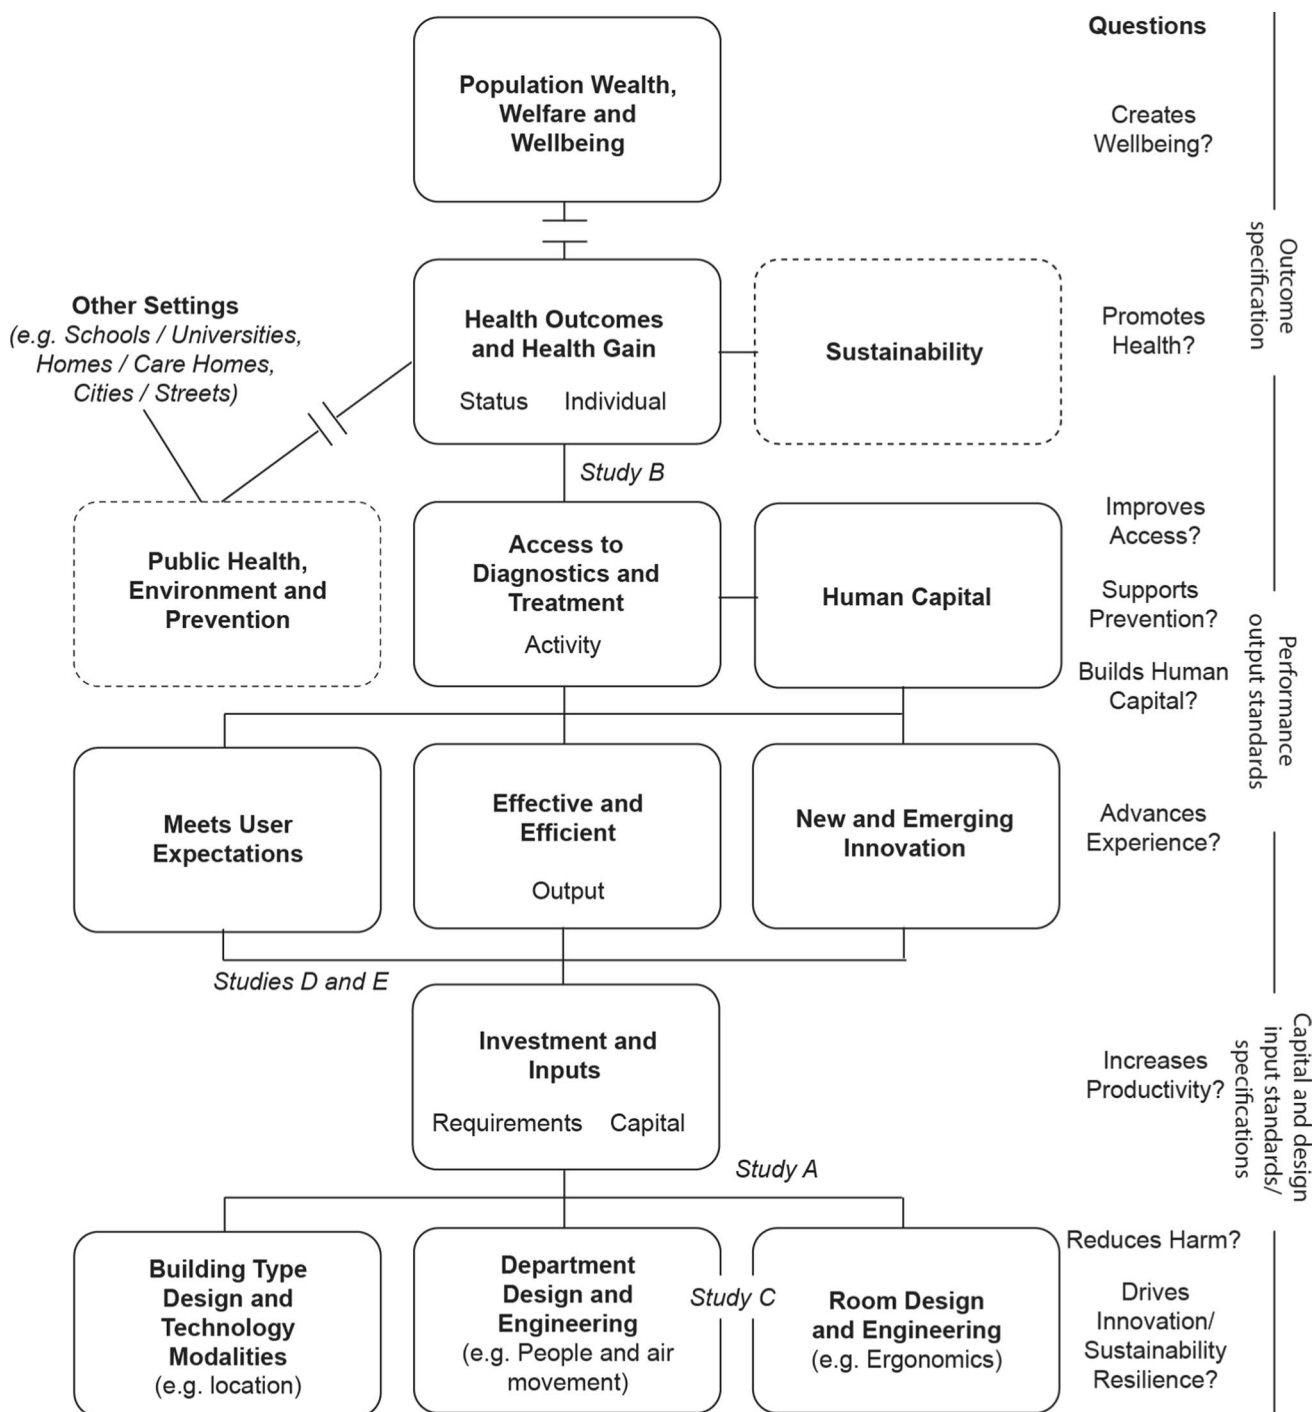 Questions
Population Wealth,
Welfare and
Wellbeing
Creates
Wellbeing?
Outcome
specification
Other Settings
(e.g. Schools / Universities,
Homes / Care Homes,
Cities / Streets)
Health Outcomes
and Health Gain
Status Individual
Sustainability
Promotes
Health?
Study B
Public Health,
Environment and
Prevention
Access to
Diagnostics and
Treatment
Activity
Human Capital
Improves
Access?
Supports
Prevention?
Builds Human
Capital?
Performance
output standards
Meets User
Expectations
Effective and
Efficient
Output
New and Emerging
Innovation
Advances
Experience?
Studies D and E
Investment and
Inputs
Requirements Capital
Increases
Productivity?
Capital and design
input standards/
specifications
Study A
Building Type
Design and
Technology
Modalities
(e.g. location)
Department
Design and
Engineering
(e.g. People and air
movement)
Study C
Room Design
and Engineering
(e.g. Ergonomics)
Reduces Harm?
Drives
Innovation/
Sustainability
Resilience?